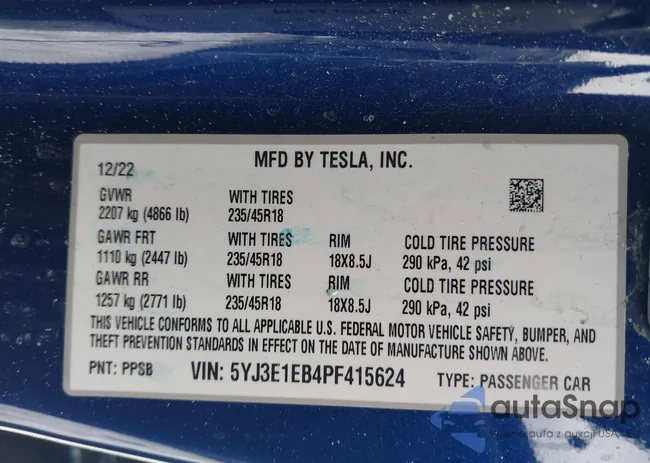 MFD BY TESLA, INC.
12/22
GVWR WITH TIRES
2207 kg (4866 lb) 235/45R18
GAWR FRT WITH TIRES RIM COLD TIRE PRESSURE
1110 kg (2447 lb) 235/45R18 18X8.5J 290 kPa, 42 psi
GAWR RR WITH TIRES RIM COLD TIRE PRESSURE
1257 kg (2771 lb) 235/45R18 18X8.5J 290 kPa, 42 psi
THIS VEHICLE CONFORMS TO ALL APPLICABLE U.S. FEDERAL MOTOR VEHICLE SAFETY, BUMPER, AND
THEFT PREVENTION STANDARDS IN EFFECT ON THE DATE OF MANUFACTURE SHOWN ABOVE.
PNT: PPSB VIN: 5YJ3E1EB4PF415624 TYPE: PASSENGER CAR
autaSnap
auta z aukcji USA